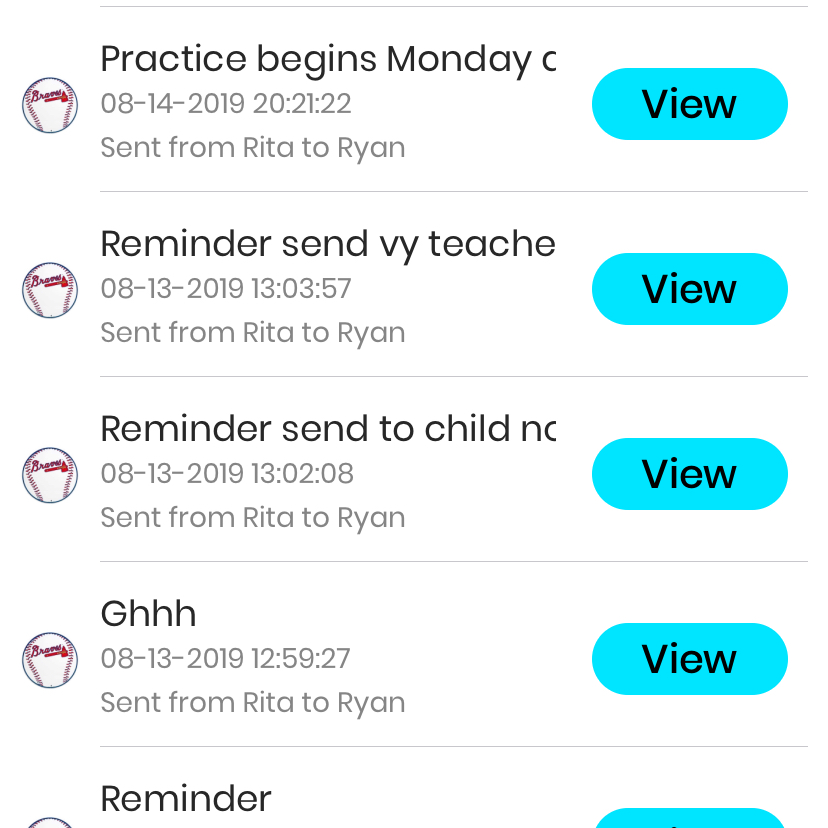 Practice begins Monday
08-14-2019 20:21:22
Sent from Rita to Ryan
View
Braves
Reminder send vy teache
08-13-2019 13:03:57
Sent from Rita to Ryan
View
Braves
Reminder send to child
08-13-2019 13:02:08
Sent from Rita to Ryan
View
Braves
Ghhh
08-13-2019 12:59:27
Sent from Rita to Ryan
View
Braves
Reminder